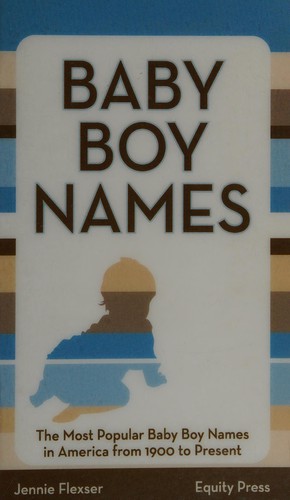 BABY
BOY
NAMES
The Most Popular Baby Boy Names
in America from 1900 to Present
Jennie Flexser
Equity Press